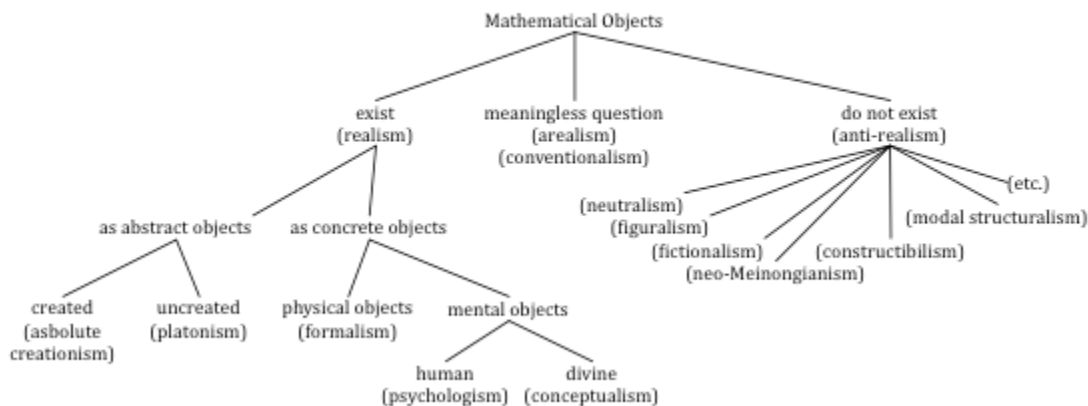 Mathematical Objects
exist
(realism)
meaningless question
(arealism)
(conventionalism)
do not exist
(anti-realism)
(neutralism)
(figuralism)
(fictionalism)
(neo-Meinongianism)
(constructibilism)
(modal structuralism)
(etc.)
as abstract objects
as concrete objects
created
(asbolute
creationism)
uncreated
(platonism)
physical objects
(formalism)
mental objects
human
(psychologism)
divine
(conceptualism)